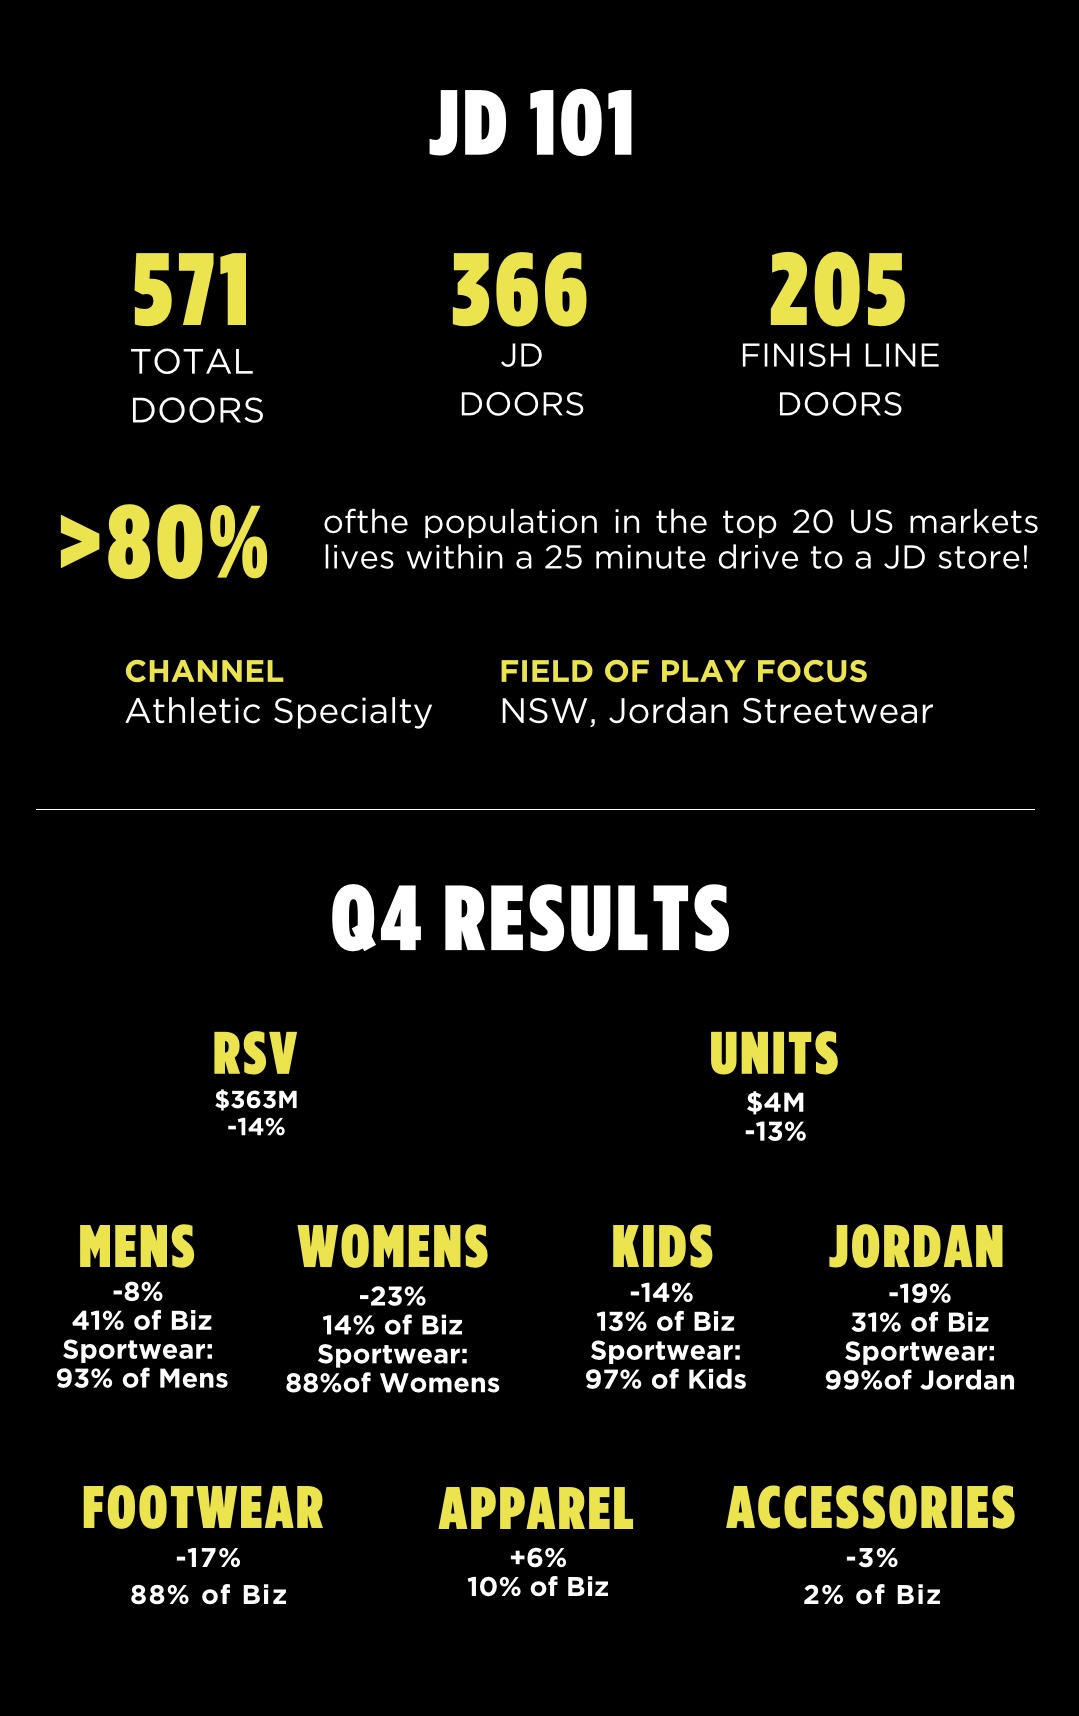 JD 101
571
TOTAL
DOORS
366
JD
DOORS
205
FINISH LINE
DOORS
>80%
ofthe population in the top 20 US markets
lives within a 25 minute drive to a JD store!
CHANNEL
Athletic Specialty
FIELD OF PLAY FOCUS
NSW, Jordan Streetwear
Q4 RESULTS
RSV
$363M
-14%
UNITS
$4M
-13%
MENS
-8%
41% of Biz
Sportwear:
93% of Mens
WOMENS
-23%
14% of Biz
Sportwear:
88%of Womens
KIDS
-14%
13% of Biz
Sportwear:
97% of Kids
JORDAN
-19%
31% of Biz
Sportwear:
99%of Jordan
FOOTWEAR
-17%
88% of Biz
APPAREL
+6%
10% of Biz
ACCESSORIES
-3%
2% of Biz